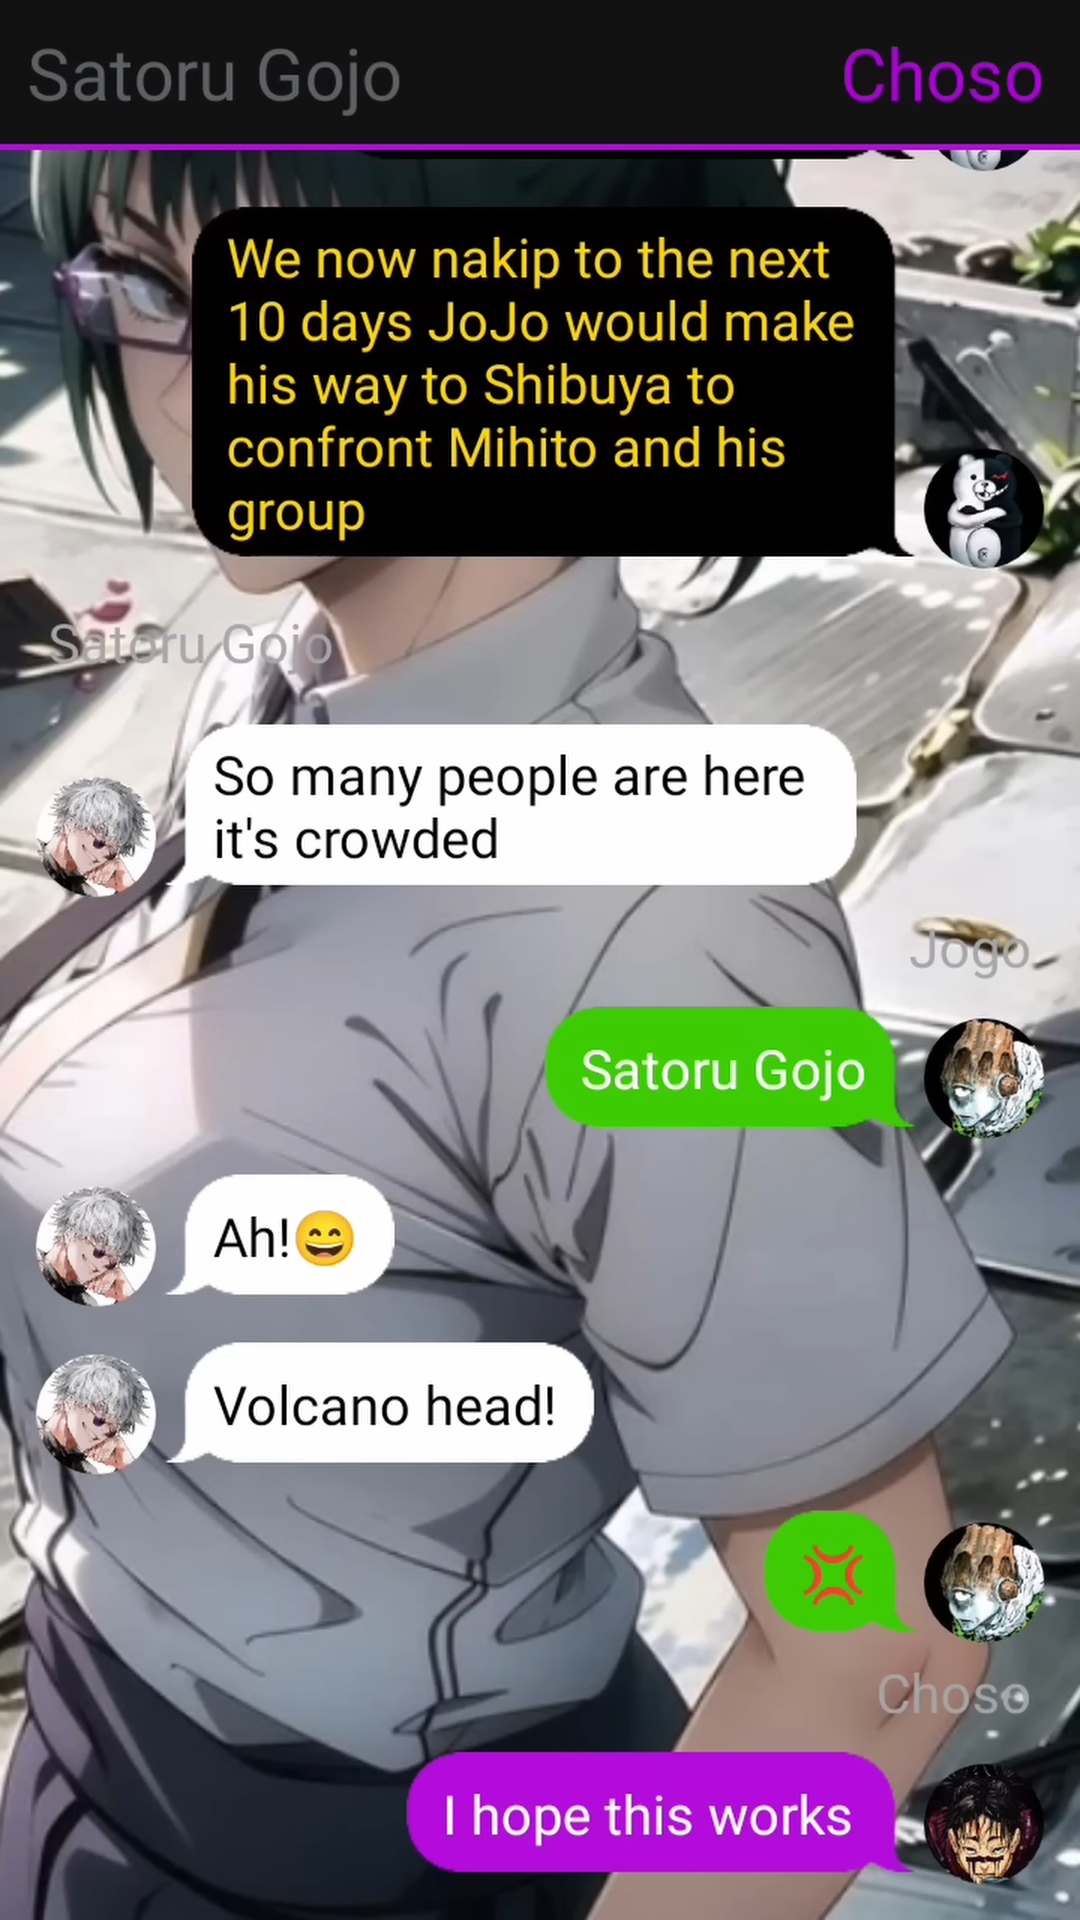 Satoru Gojo
Choso
We now nakip to the next
10 days JoJo would make
his way to Shibuya to
confront Mihito and his
group
Satoru Gojo
So many people are here
it's crowded
Jogo
Satoru Gojo
Ah!😄
Volcano head!
💢
Choso
I hope this works